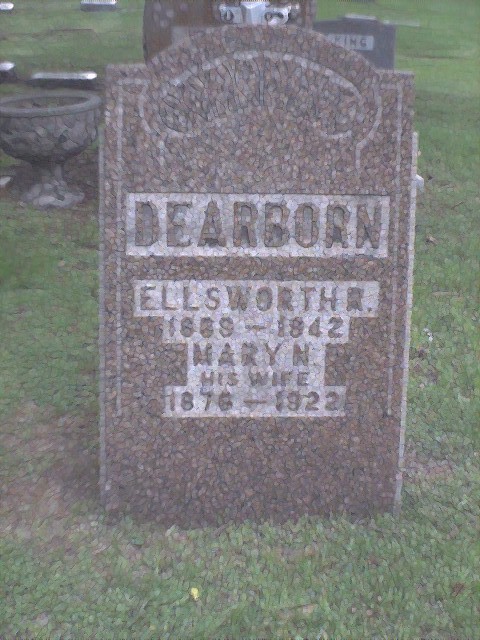 DEARBORN
ELLSWORTH R.
1869 — 1942
MARY N.
HIS WIFE
1876 — 1922